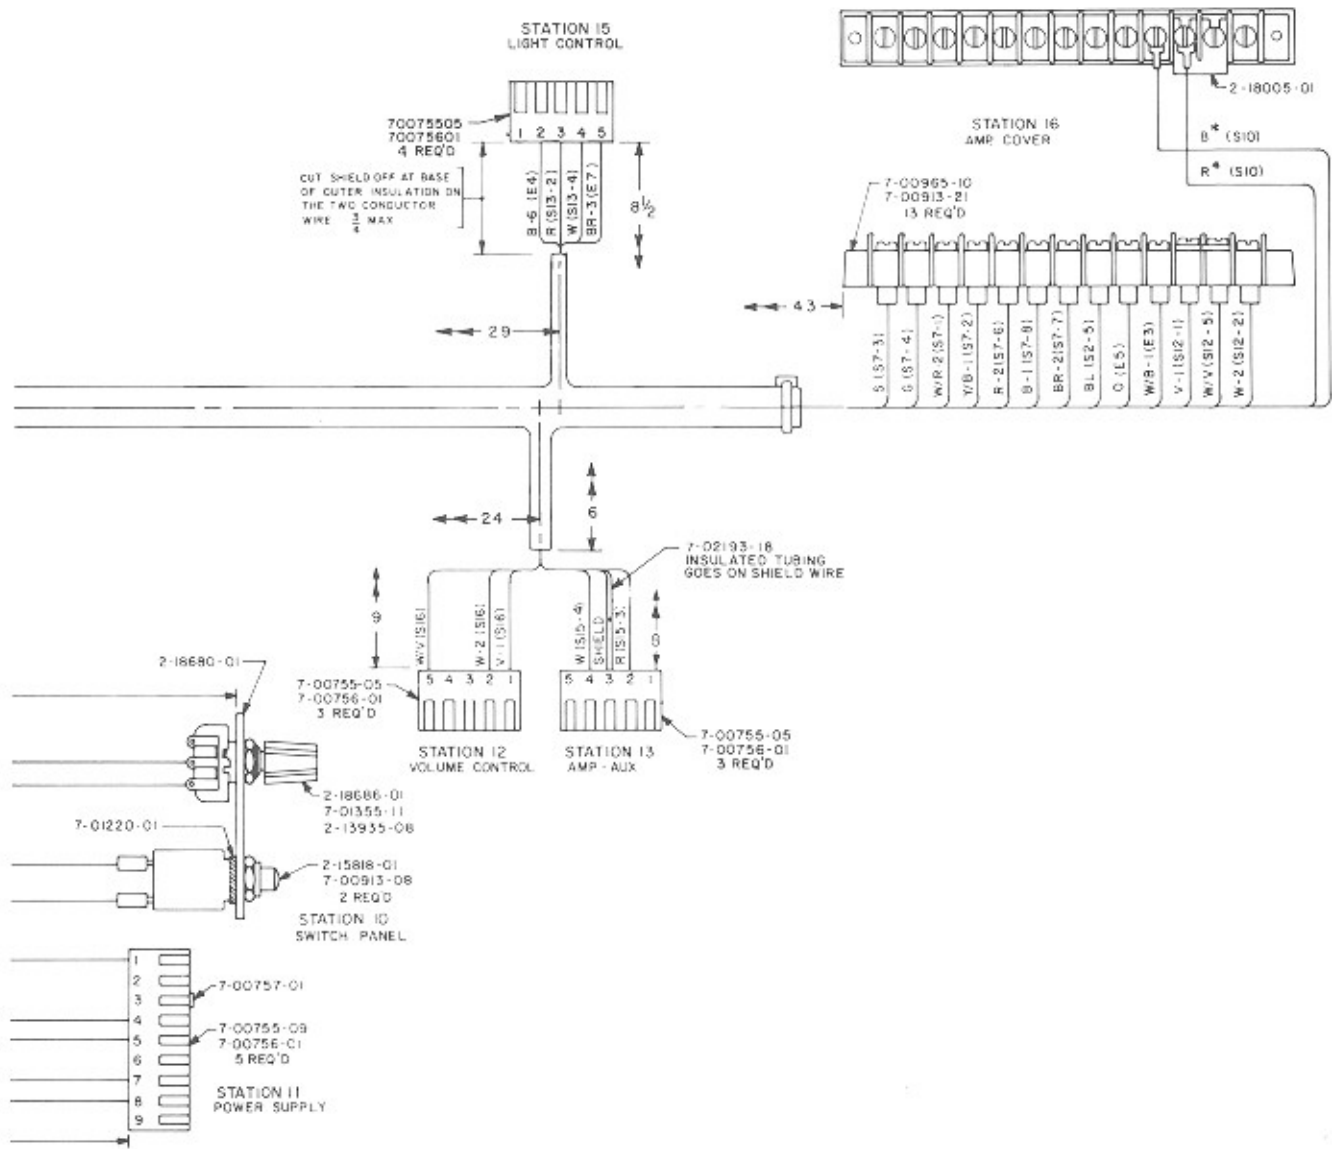 STATION 15
LIGHT CONTROL
70075505
70075601
4 REQ'D
1 2 3 4 5
CUT SHIELD OFF AT BASE
OF OUTER INSULATION ON
THE TWO CONDUCTOR
WIRE 3/4 MAX
B-6 (E4)
R (S13-2)
W (S13-4)
BR-3 (E7)
8 1/2
2-18005-01
STATION 16
AMP COVER
B* (S10)
R* (S10)
7-00965-10
7-00913-21
13 REQ'D
43
29
S (S7-3)
G (S7-4)
W/R-2 (S7-1)
Y/B-1 (S7-2)
R-2 (S7-6)
B-1 (S7-8)
BR-2 (S7-7)
BL (S2-5)
O (E5)
W/B-1 (E3)
V-1 (S12-1)
W/V (S12-5)
W-2 (S12-2)
24
6
7-02193-18
INSULATED TUBING
GOES ON SHIELD WIRE
9
8
W/V (S16)
W-2 (S16)
V-1 (S16)
W (S15-4)
SHIELD
R (S15-3)
2-18680-01
5 4 3 2 1
5 4 3 2 1
7-00755-05
7-00756-01
3 REQ'D
7-00755-05
7-00756-01
3 REQ'D
STATION 12
VOLUME CONTROL
STATION 13
AMP - AUX
2-18686-01
7-01355-11
2-13935-08
7-01220-01
2-15818-01
7-00913-08
2 REQ'D
STATION 10
SWITCH PANEL
1
2
3
4
5
6
7
8
9
7-00757-01
7-00755-09
7-00756-01
5 REQ'D
STATION 11
POWER SUPPLY